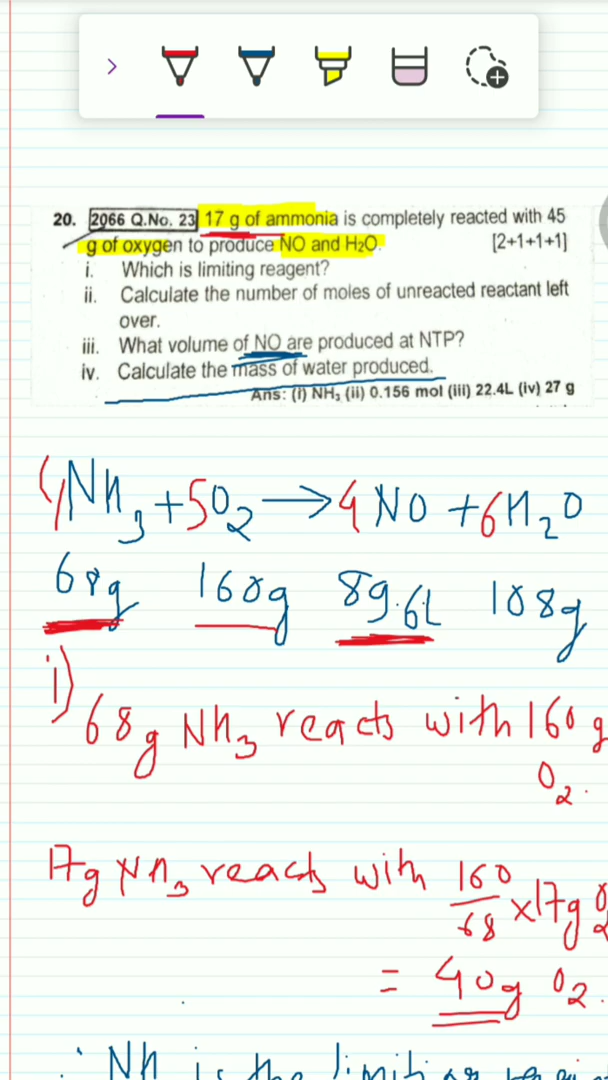 20. 2066 Q.No. 23 17 g of ammonia is completely reacted with 45
g of oxygen to produce NO and H₂O. [2+1+1+1]
i. Which is limiting reagent?
ii. Calculate the number of moles of unreacted reactant left
over.
iii. What volume of NO are produced at NTP?
iv. Calculate the mass of water produced.
Ans: (i) NH₃ (ii) 0.156 mol (iii) 22.4L (iv) 27 g
4NH₃ + 5O₂ → 4NO + 6H₂O
68g 160g 89.6L 108g
i)
68g NH₃ reacts with 160g
O₂.
17g NH₃ reacts with 160/68 × 17g O₂
= 40g O₂.
∴ NH is the